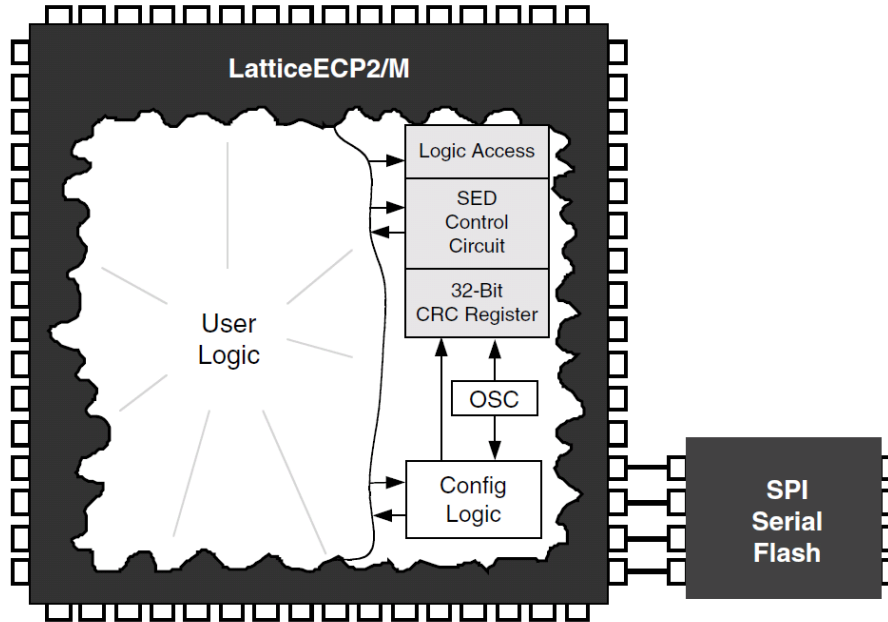 LatticeECP2/M
Logic Access
SED
Control
Circuit
32-Bit
CRC Register
User
Logic
OSC
Config
Logic
SPI
Serial
Flash